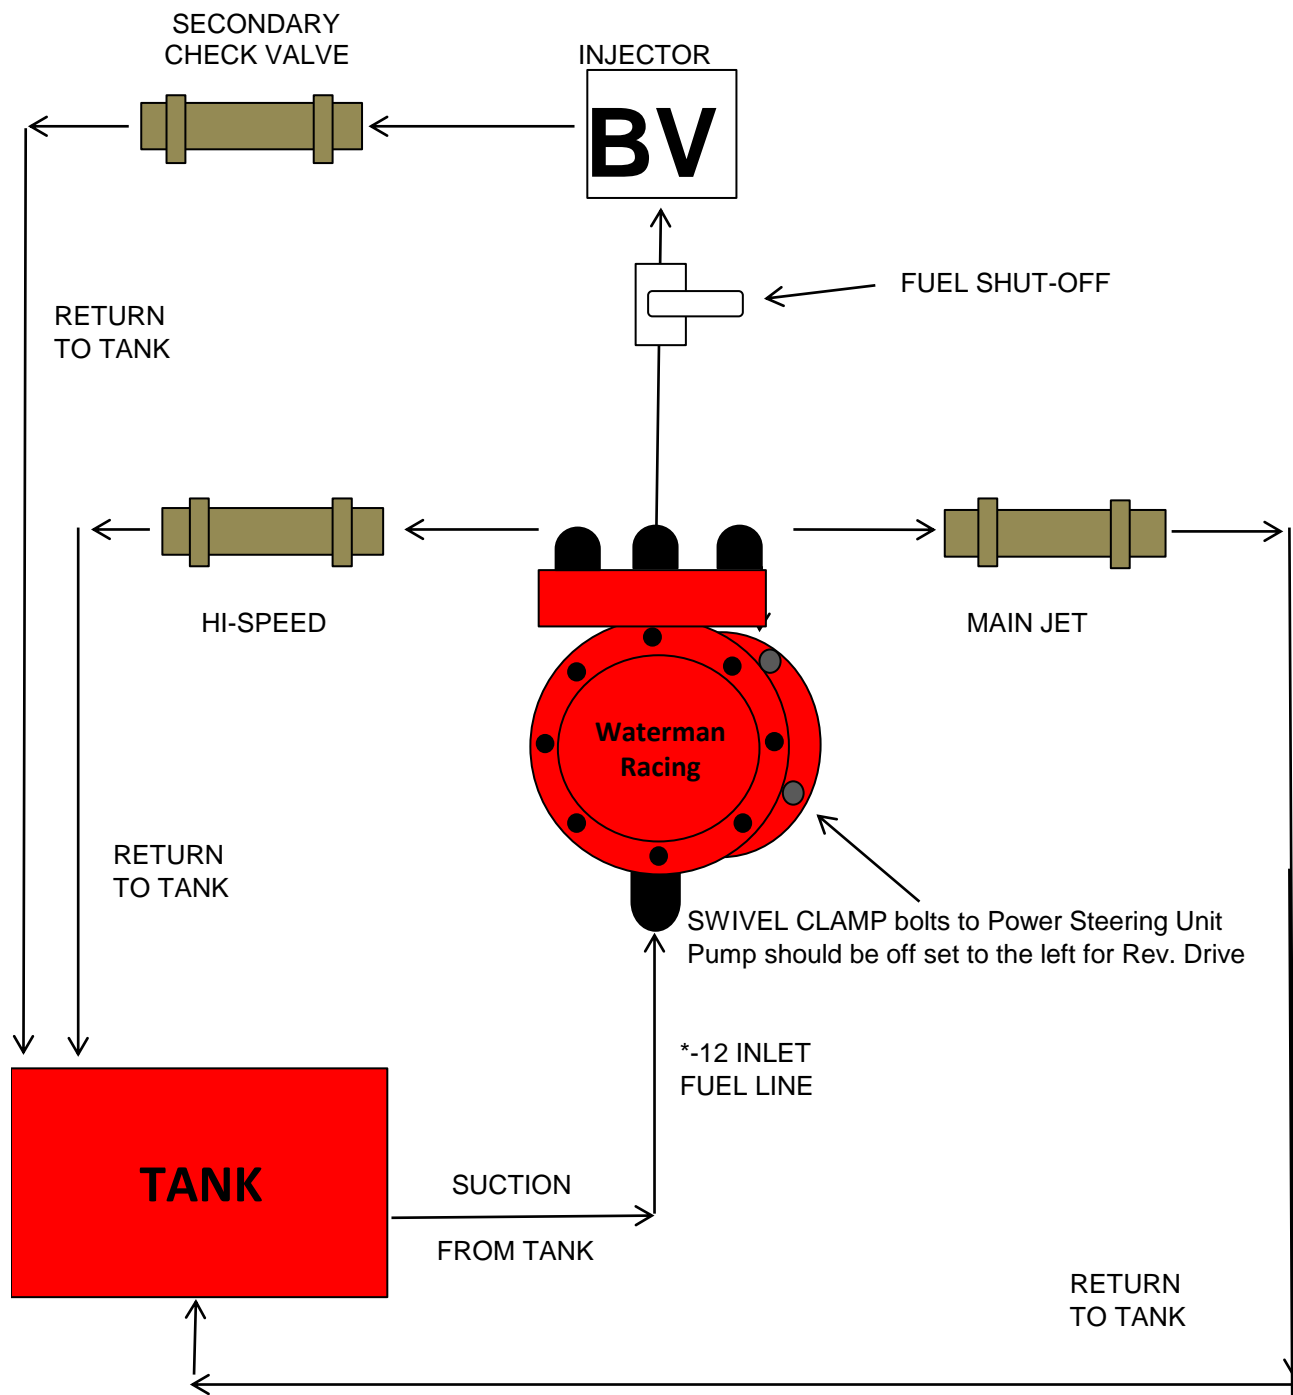 SECONDARY
CHECK VALVE
INJECTOR
BV
FUEL SHUT-OFF
RETURN
TO TANK
HI-SPEED
MAIN JET
Waterman
Racing
RETURN
TO TANK
SWIVEL CLAMP bolts to Power Steering Unit
Pump should be off set to the left for Rev. Drive
*-12 INLET
FUEL LINE
TANK
SUCTION
FROM TANK
RETURN
TO TANK